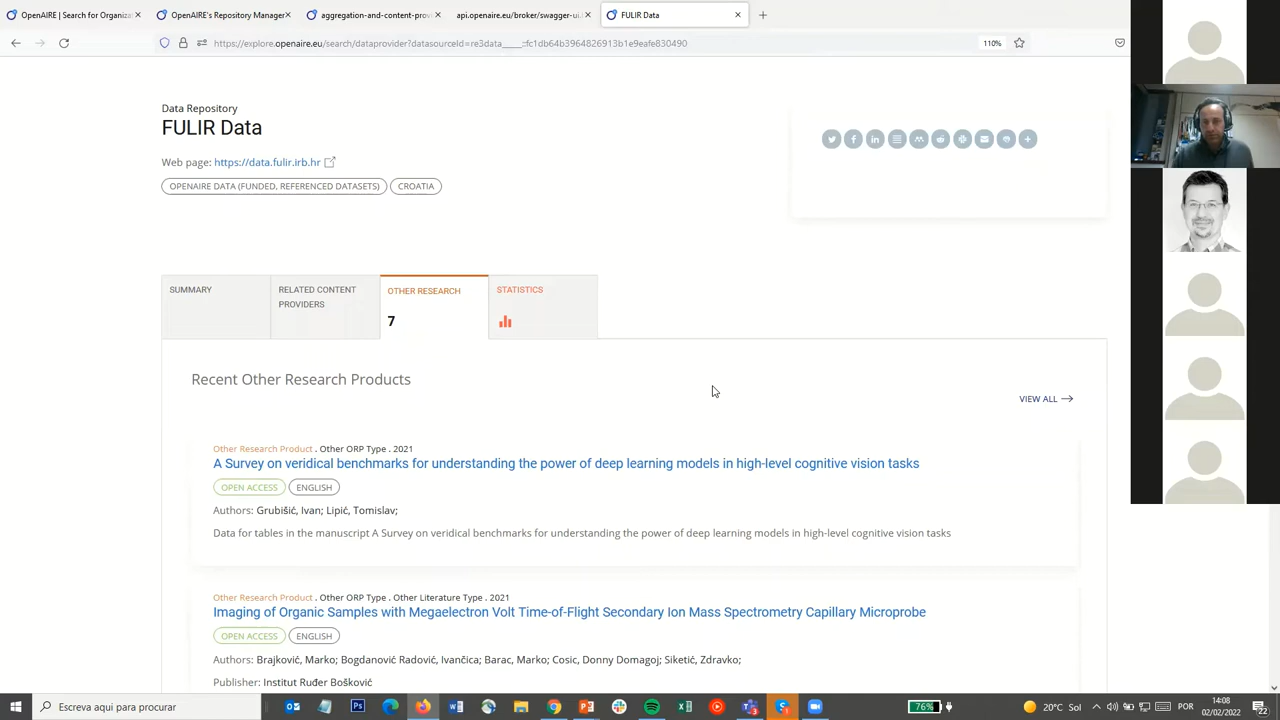 OpenAIRE | Search for Organiza
OpenAIRE's Repository Manager
aggregation-and-content-prov
api.openaire.eu/broker/swagger-ui.
FULIR Data
https://explore.openaire.eu/search/dataprovider?datasourceId=re3data_____::fc1db64b3964826913b1e9eafe830490
110%
Data Repository
FULIR Data
Web page: https://data.fulir.irb.hr
OPENAIRE DATA (FUNDED, REFERENCED DATASETS)
CROATIA
SUMMARY
RELATED CONTENT
PROVIDERS
OTHER RESEARCH
7
STATISTICS
Recent Other Research Products
VIEW ALL
Other Research Product . Other ORP Type . 2021
A Survey on veridical benchmarks for understanding the power of deep learning models in high-level cognitive vision tasks
OPEN ACCESS
ENGLISH
Authors: Grubišić, Ivan; Lipić, Tomislav;
Data for tables in the manuscript A Survey on veridical benchmarks for understanding the power of deep learning models in high-level cognitive vision tasks
Other Research Product . Other ORP Type . Other Literature Type . 2021
Imaging of Organic Samples with Megaelectron Volt Time-of-Flight Secondary Ion Mass Spectrometry Capillary Microprobe
OPEN ACCESS
ENGLISH
Authors: Brajković, Marko; Bogdanović Radović, Ivančica; Barac, Marko; Cosic, Donny Domagoj; Siketić, Zdravko;
Publisher: Institut Ruđer Bošković
Escreva aqui para procurar
76%
20°C Sol
POR
14:08
02/02/2022
22